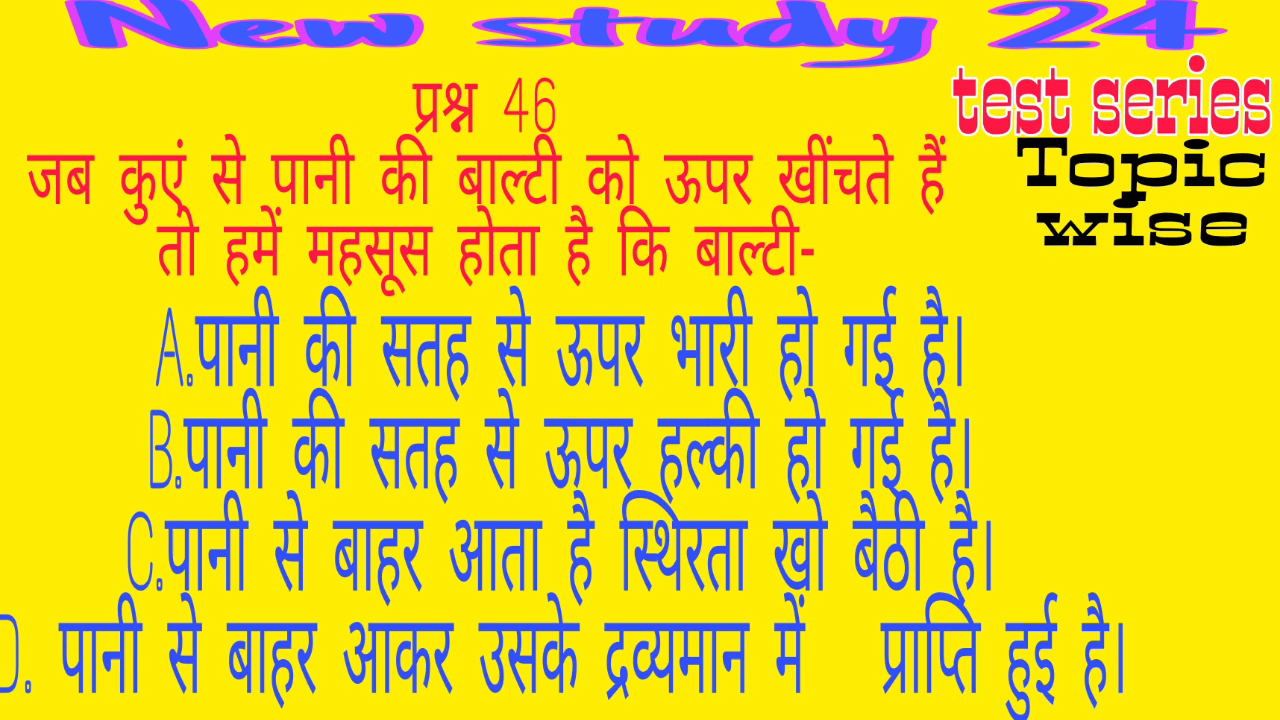 New study 24
test series
Topic
wise
प्रश्न 46
जब कुएं से पानी की बाल्टी को ऊपर खींचते हैं
तो हमें महसूस होता है कि बाल्टी-
A.पानी की सतह से ऊपर भारी हो गई है।
B.पानी की सतह से ऊपर हल्की हो गई है।
C.पानी से बाहर आता है स्थिरता खो बैठी है।
D. पानी से बाहर आकर उसके द्रव्यमान में प्राप्ति हुई है।